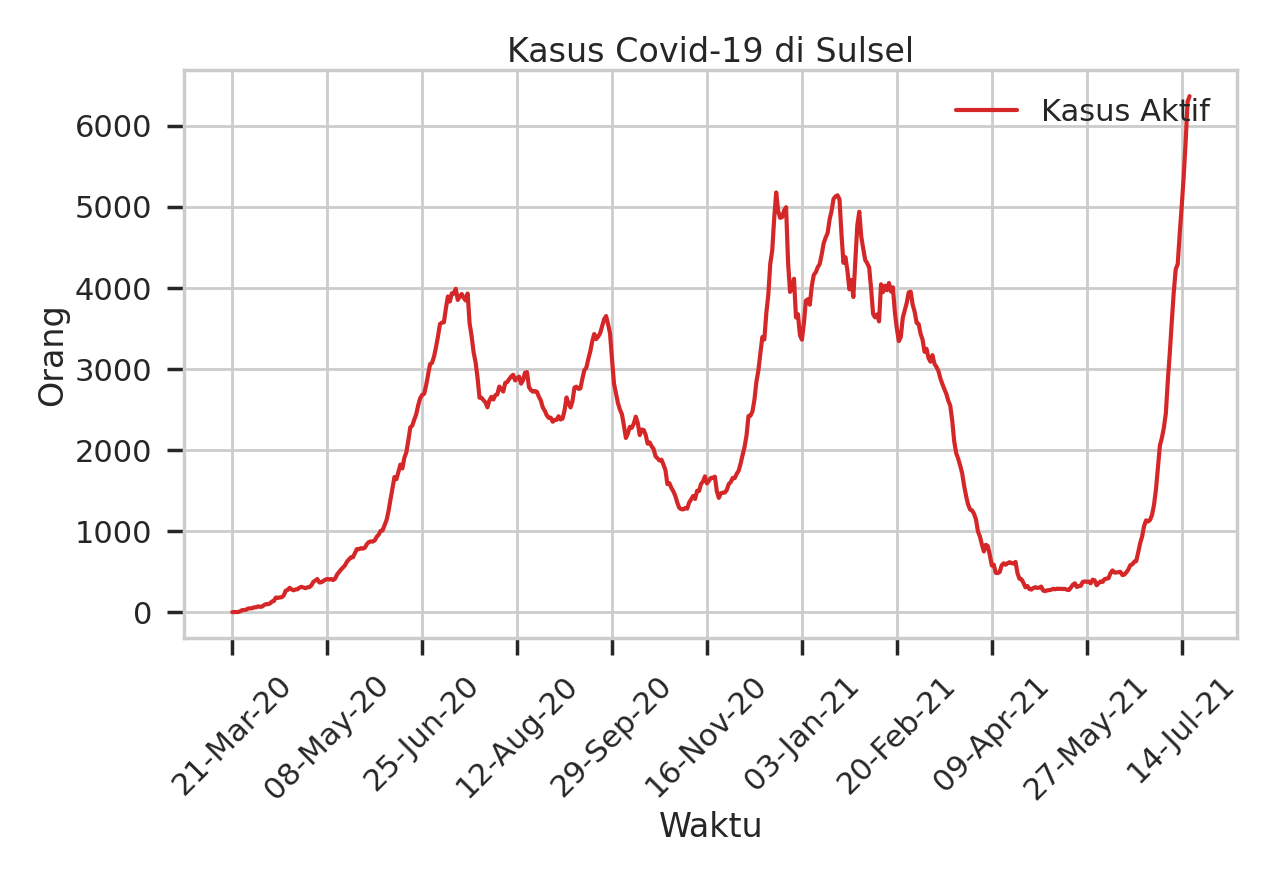 Kasus Covid-19 di Sulsel
Kasus Aktif
6000
5000
4000
3000
2000
1000
0
Orang
21-Mar-20
08-May-20
25-Jun-20
12-Aug-20
29-Sep-20
16-Nov-20
03-Jan-21
20-Feb-21
09-Apr-21
27-May-21
14-Jul-21
Waktu